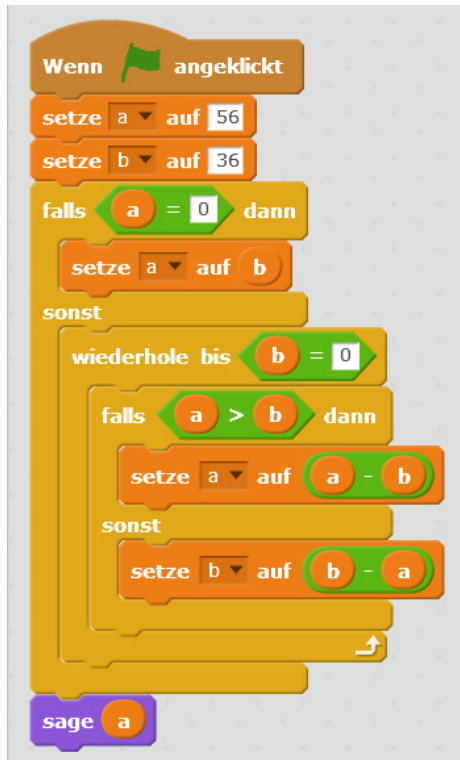 Wenn angeklickt
setze a auf 56
setze b auf 36
falls a = 0 dann
setze a auf b
sonst
wiederhole bis b = 0
falls a > b dann
setze a auf a - b
sonst
setze b auf b - a
sage a